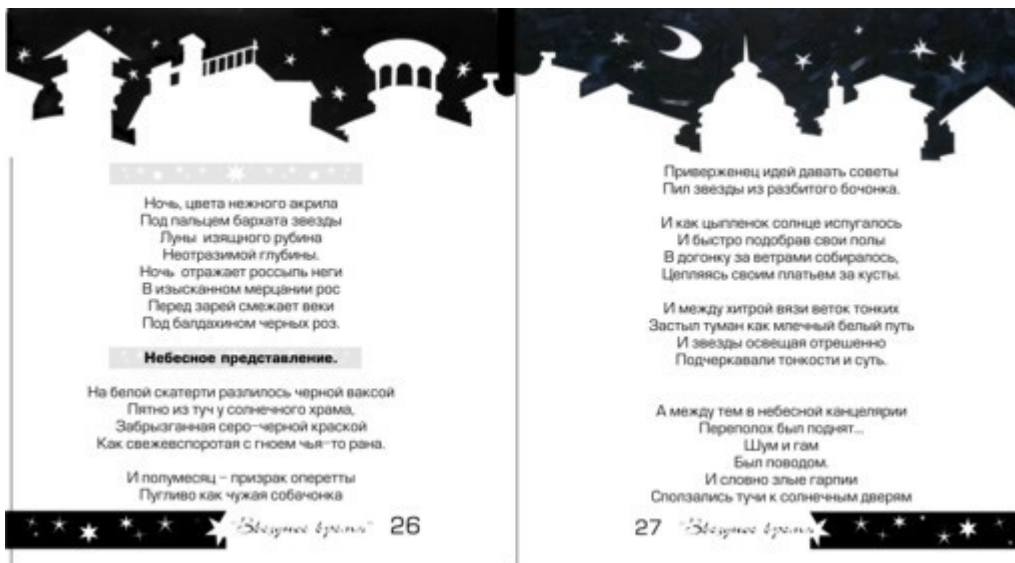 Ночь, цвета нежного акрила
Под пальцем бархата звезды
Луны изящного рубина
Неотразимой глубины.
Ночь отражает россыпь неги
В изысканном мерцании рос
Перед зарей смежает веки
Под балдахином черных роз.
Небесное представление.
На белой скатерти разлилось черной ваксой
Пятно из туч у солнечного храма,
Забрызганная серо-черной краской
Как свежевспоротая с гноем чья-то рана.
И полумесяц - призрак оперетты
Пугливо как чужая собачонка
"Звездное время" 26
Приверженец идей давать советы
Пил звезды из разбитого бочонка.
И как цыпленок солнце испугалось
И быстро подобрав свои полы
В догонку за ветрами собиралось,
Цепляясь своим платьем за кусты.
И между хитрой вязи веток тонких
Застыл туман как млечный белый путь
И звезды освещая отрешенно
Подчеркавали тонкости и суть.
А между тем в небесной канцелярии
Переполох был поднят...
Шум и гам
Был поводом.
И словно злые гарпии
Сползались тучи к солнечным дверям
27 "Звездное время"